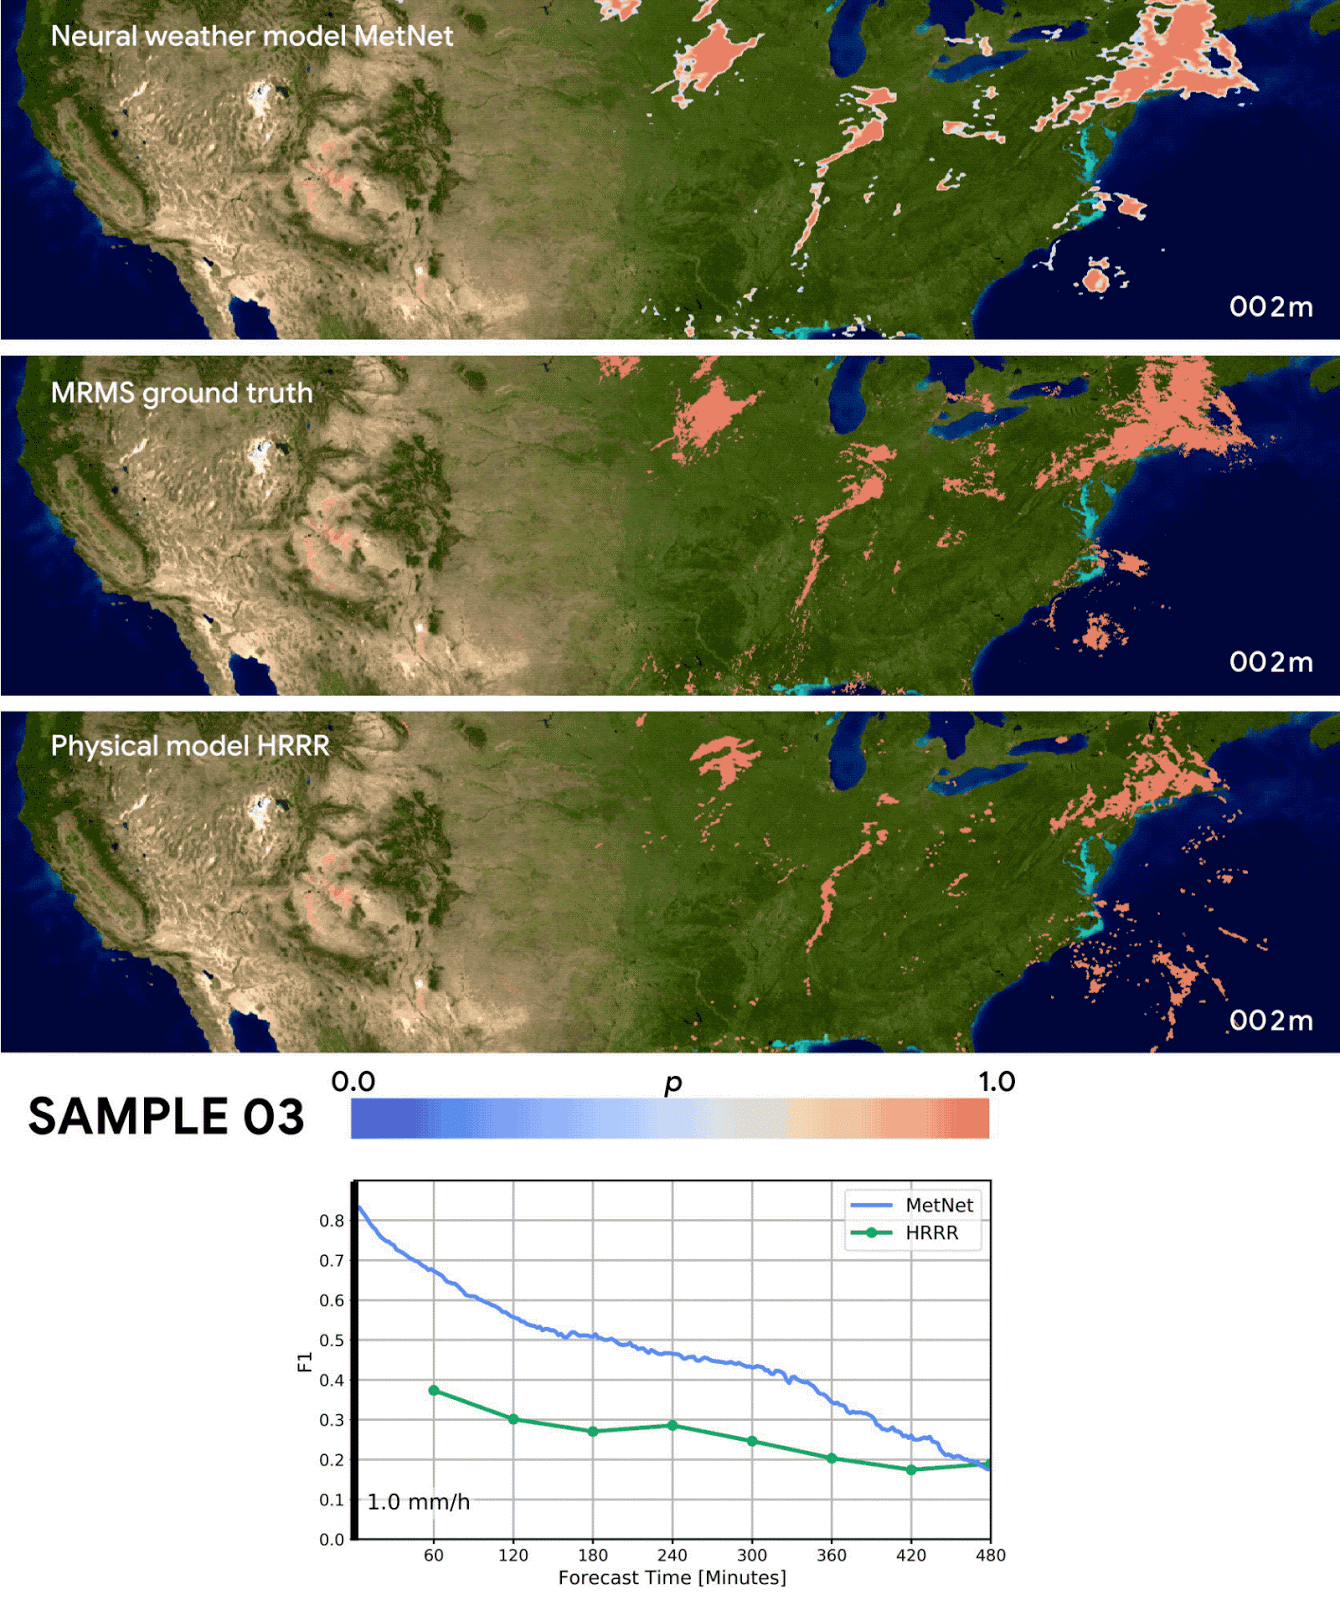 Neural weather model MetNet
002m
MRMS ground truth
002m
Physical model HRRR
002m
0.0 p 1.0
SAMPLE 03
MetNet
HRRR
0.8
0.7
0.6
0.5
0.4
0.3
0.2
0.1
0.0
F1
1.0 mm/h
60 120 180 240 300 360 420 480
Forecast Time [Minutes]